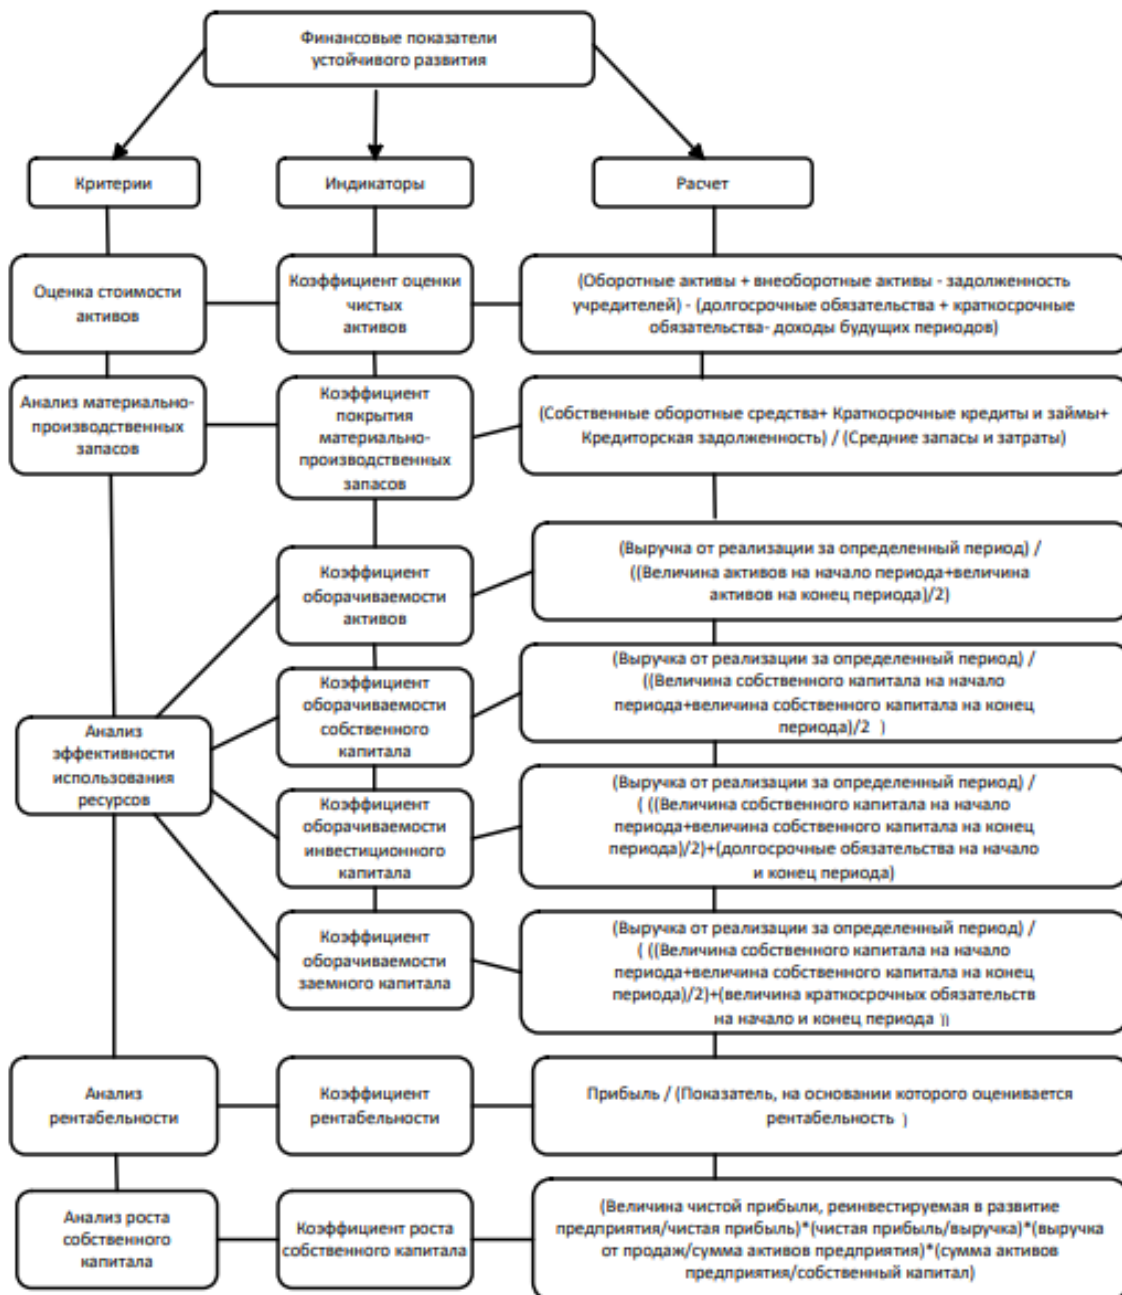 Финансовые показатели
устойчивого развития
Критерии
Индикаторы
Расчет
Оценка стоимости
активов
Коэффициент оценки
чистых
активов
(Оборотные активы + внеоборотные активы - задолженность
учредителей) - (долгосрочные обязательства + краткосрочные
обязательства- доходы будущих периодов)
Анализ материально-
производственных
запасов
Коэффициент
покрытия
материально-
производственных
запасов
(Собственные оборотные средства+ Краткосрочные кредиты и займы+
Кредиторская задолженность) / (Средние запасы и затраты)
Анализ
эффективности
использования
ресурсов
Коэффициент
оборачиваемости
активов
(Выручка от реализации за определенный период) /
((Величина активов на начало периода+величина
активов на конец периода)/2)
Коэффициент
оборачиваемости
собственного
капитала
(Выручка от реализации за определенный период) /
((Величина собственного капитала на начало
периода+величина собственного капитала на конец
периода)/2 )
Коэффициент
оборачиваемости
инвестиционного
капитала
(Выручка от реализации за определенный период) /
( ((Величина собственного капитала на начало
периода+величина собственного капитала на конец
периода)/2)+(долгосрочные обязательства на начало
и конец периода)
Коэффициент
оборачиваемости
заемного капитала
(Выручка от реализации за определенный период) /
( ((Величина собственного капитала на начало
периода+величина собственного капитала на конец
периода)/2)+(величина краткосрочных обязательств
на начало и конец периода ))
Анализ
рентабельности
Коэффициент
рентабельности
Прибыль / (Показатель, на основании которого оценивается
рентабельность )
Анализ роста
собственного
капитала
Коэффициент роста
собственного капитала
(Величина чистой прибыли, реинвестируемая в развитие
предприятия/чистая прибыль)*(чистая прибыль/выручка)*(выручка
от продаж/сумма активов предприятия)*(сумма активов
предприятия/собственный капитал)